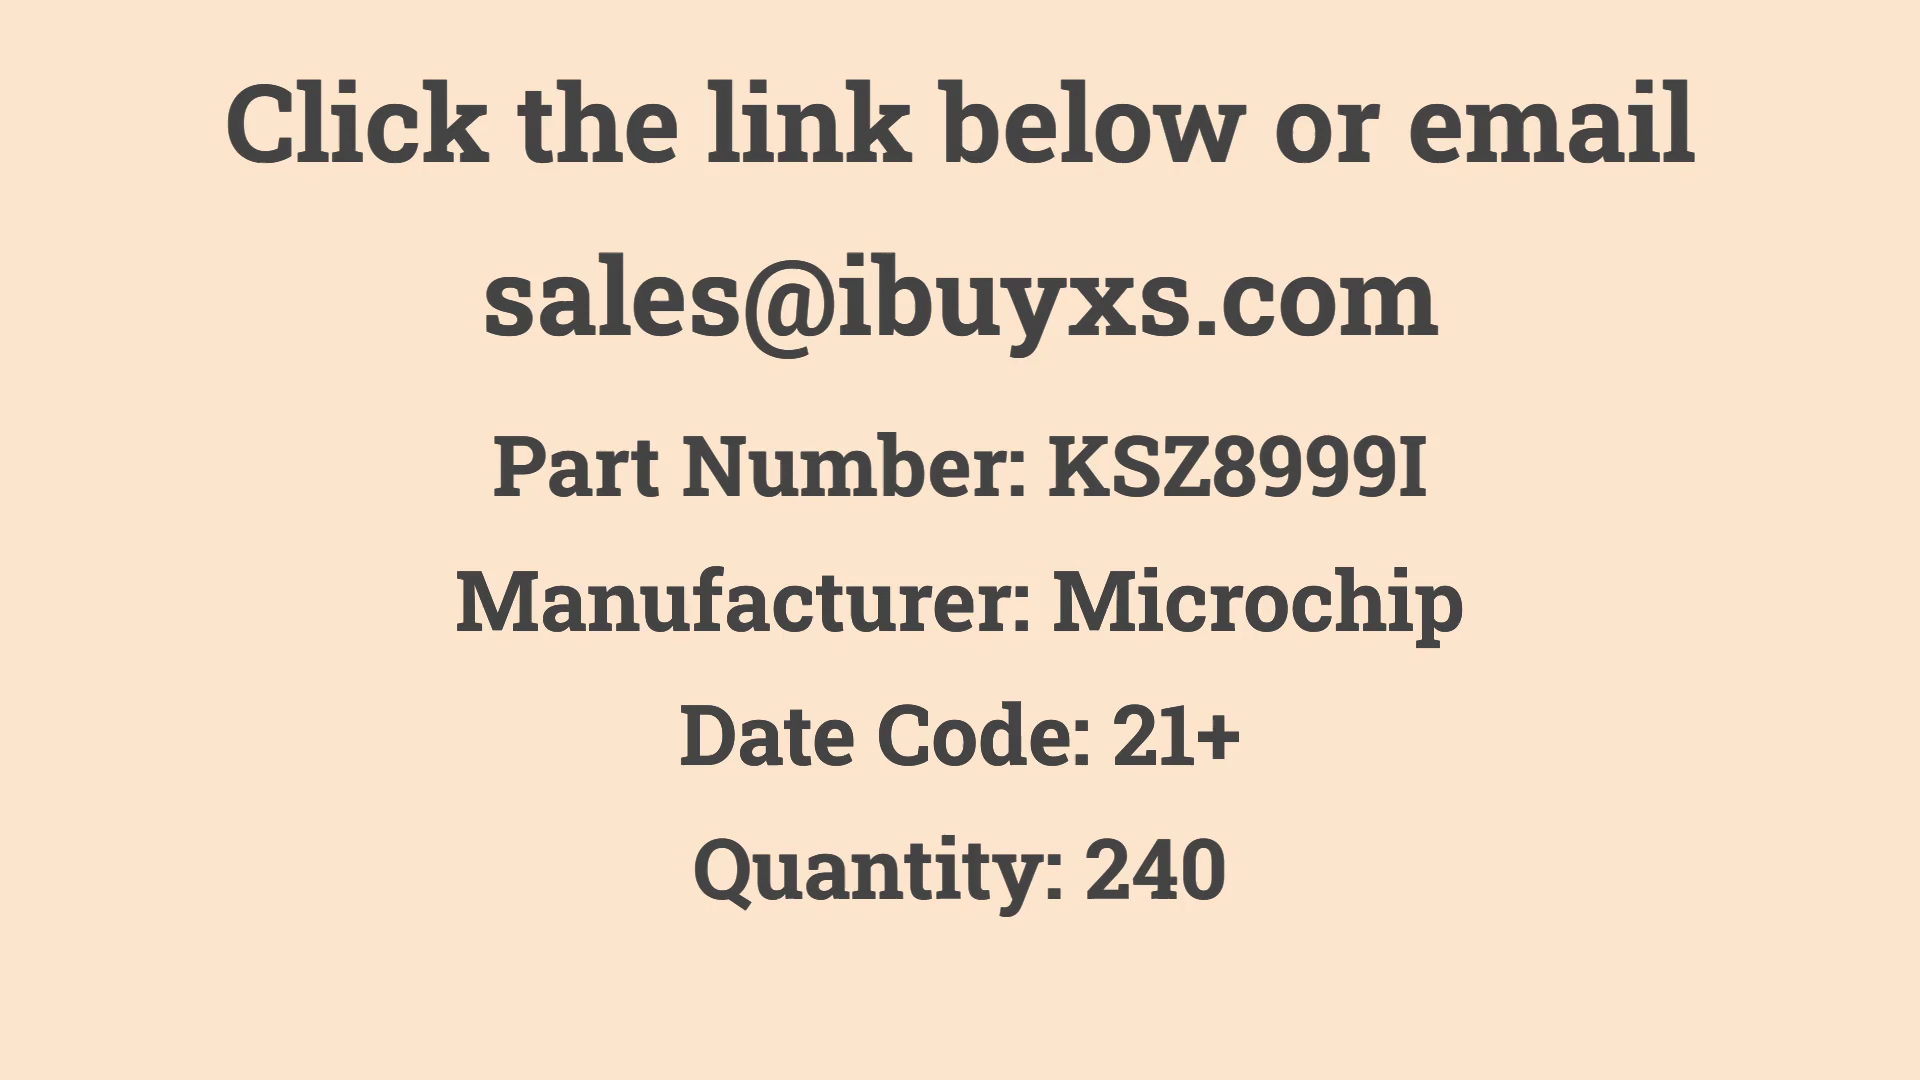 Click the link below or email
sales@ibuyxs.com
Part Number: KSZ8999I
Manufacturer: Microchip
Date Code: 21+
Quantity: 240